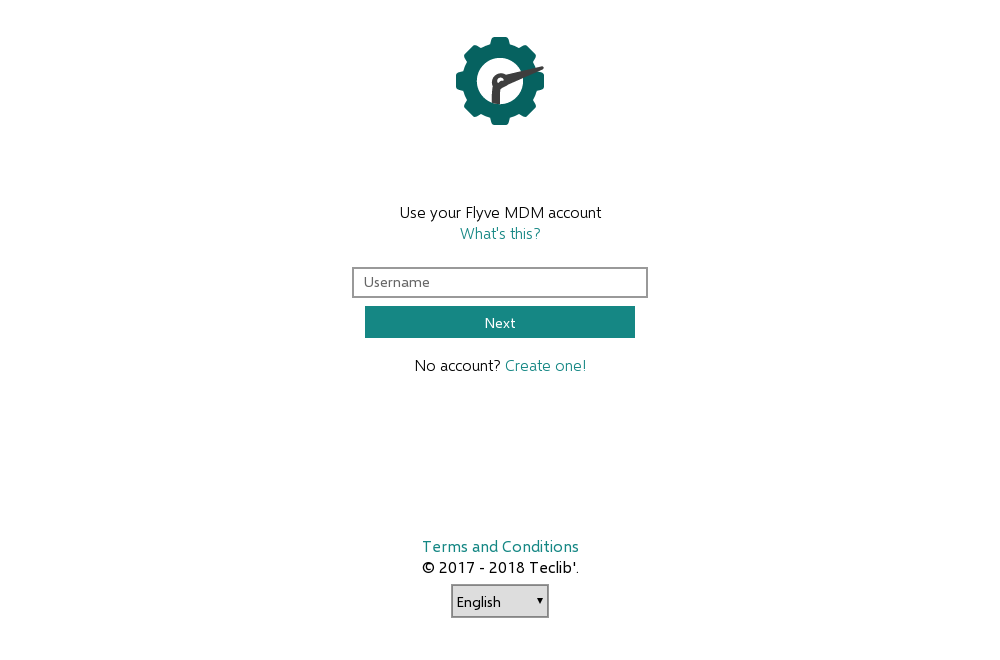 Use your Flyve MDM account
What's this?
Username
Next
No account? Create one!
Terms and Conditions
© 2017 - 2018 Teclib'.
English